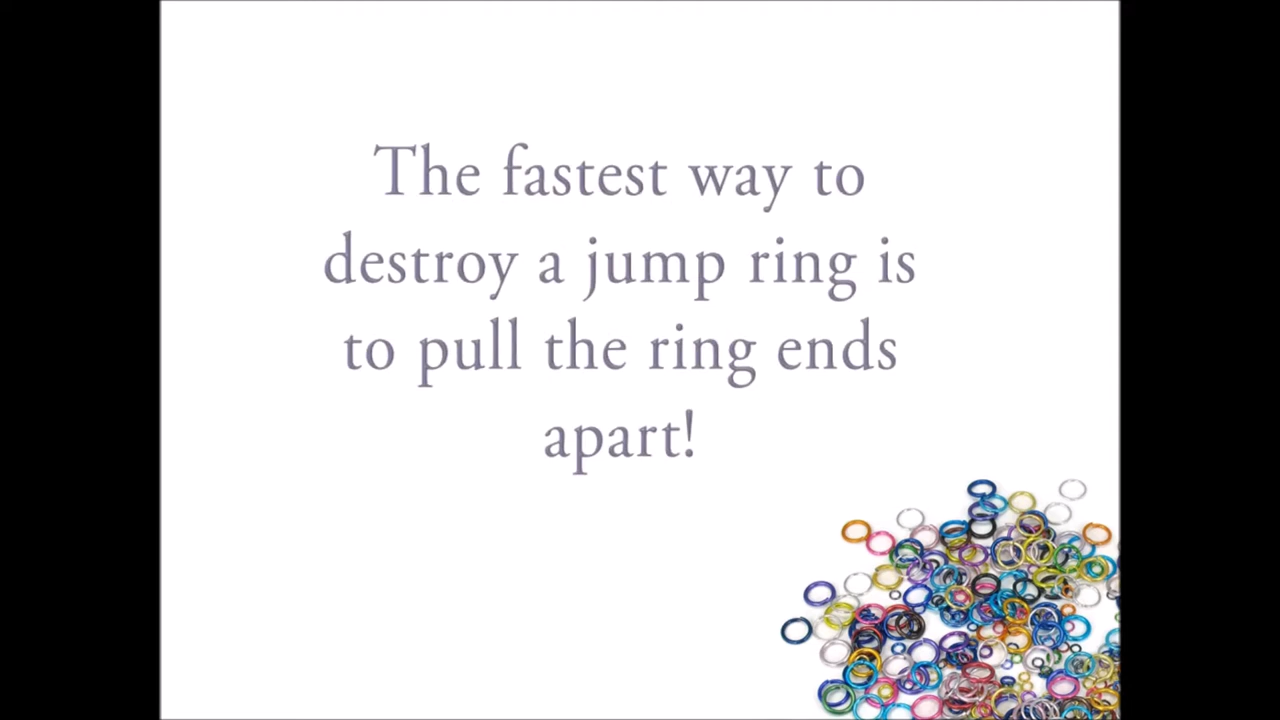 The fastest way to
destroy a jump ring is
to pull the ring ends
apart!